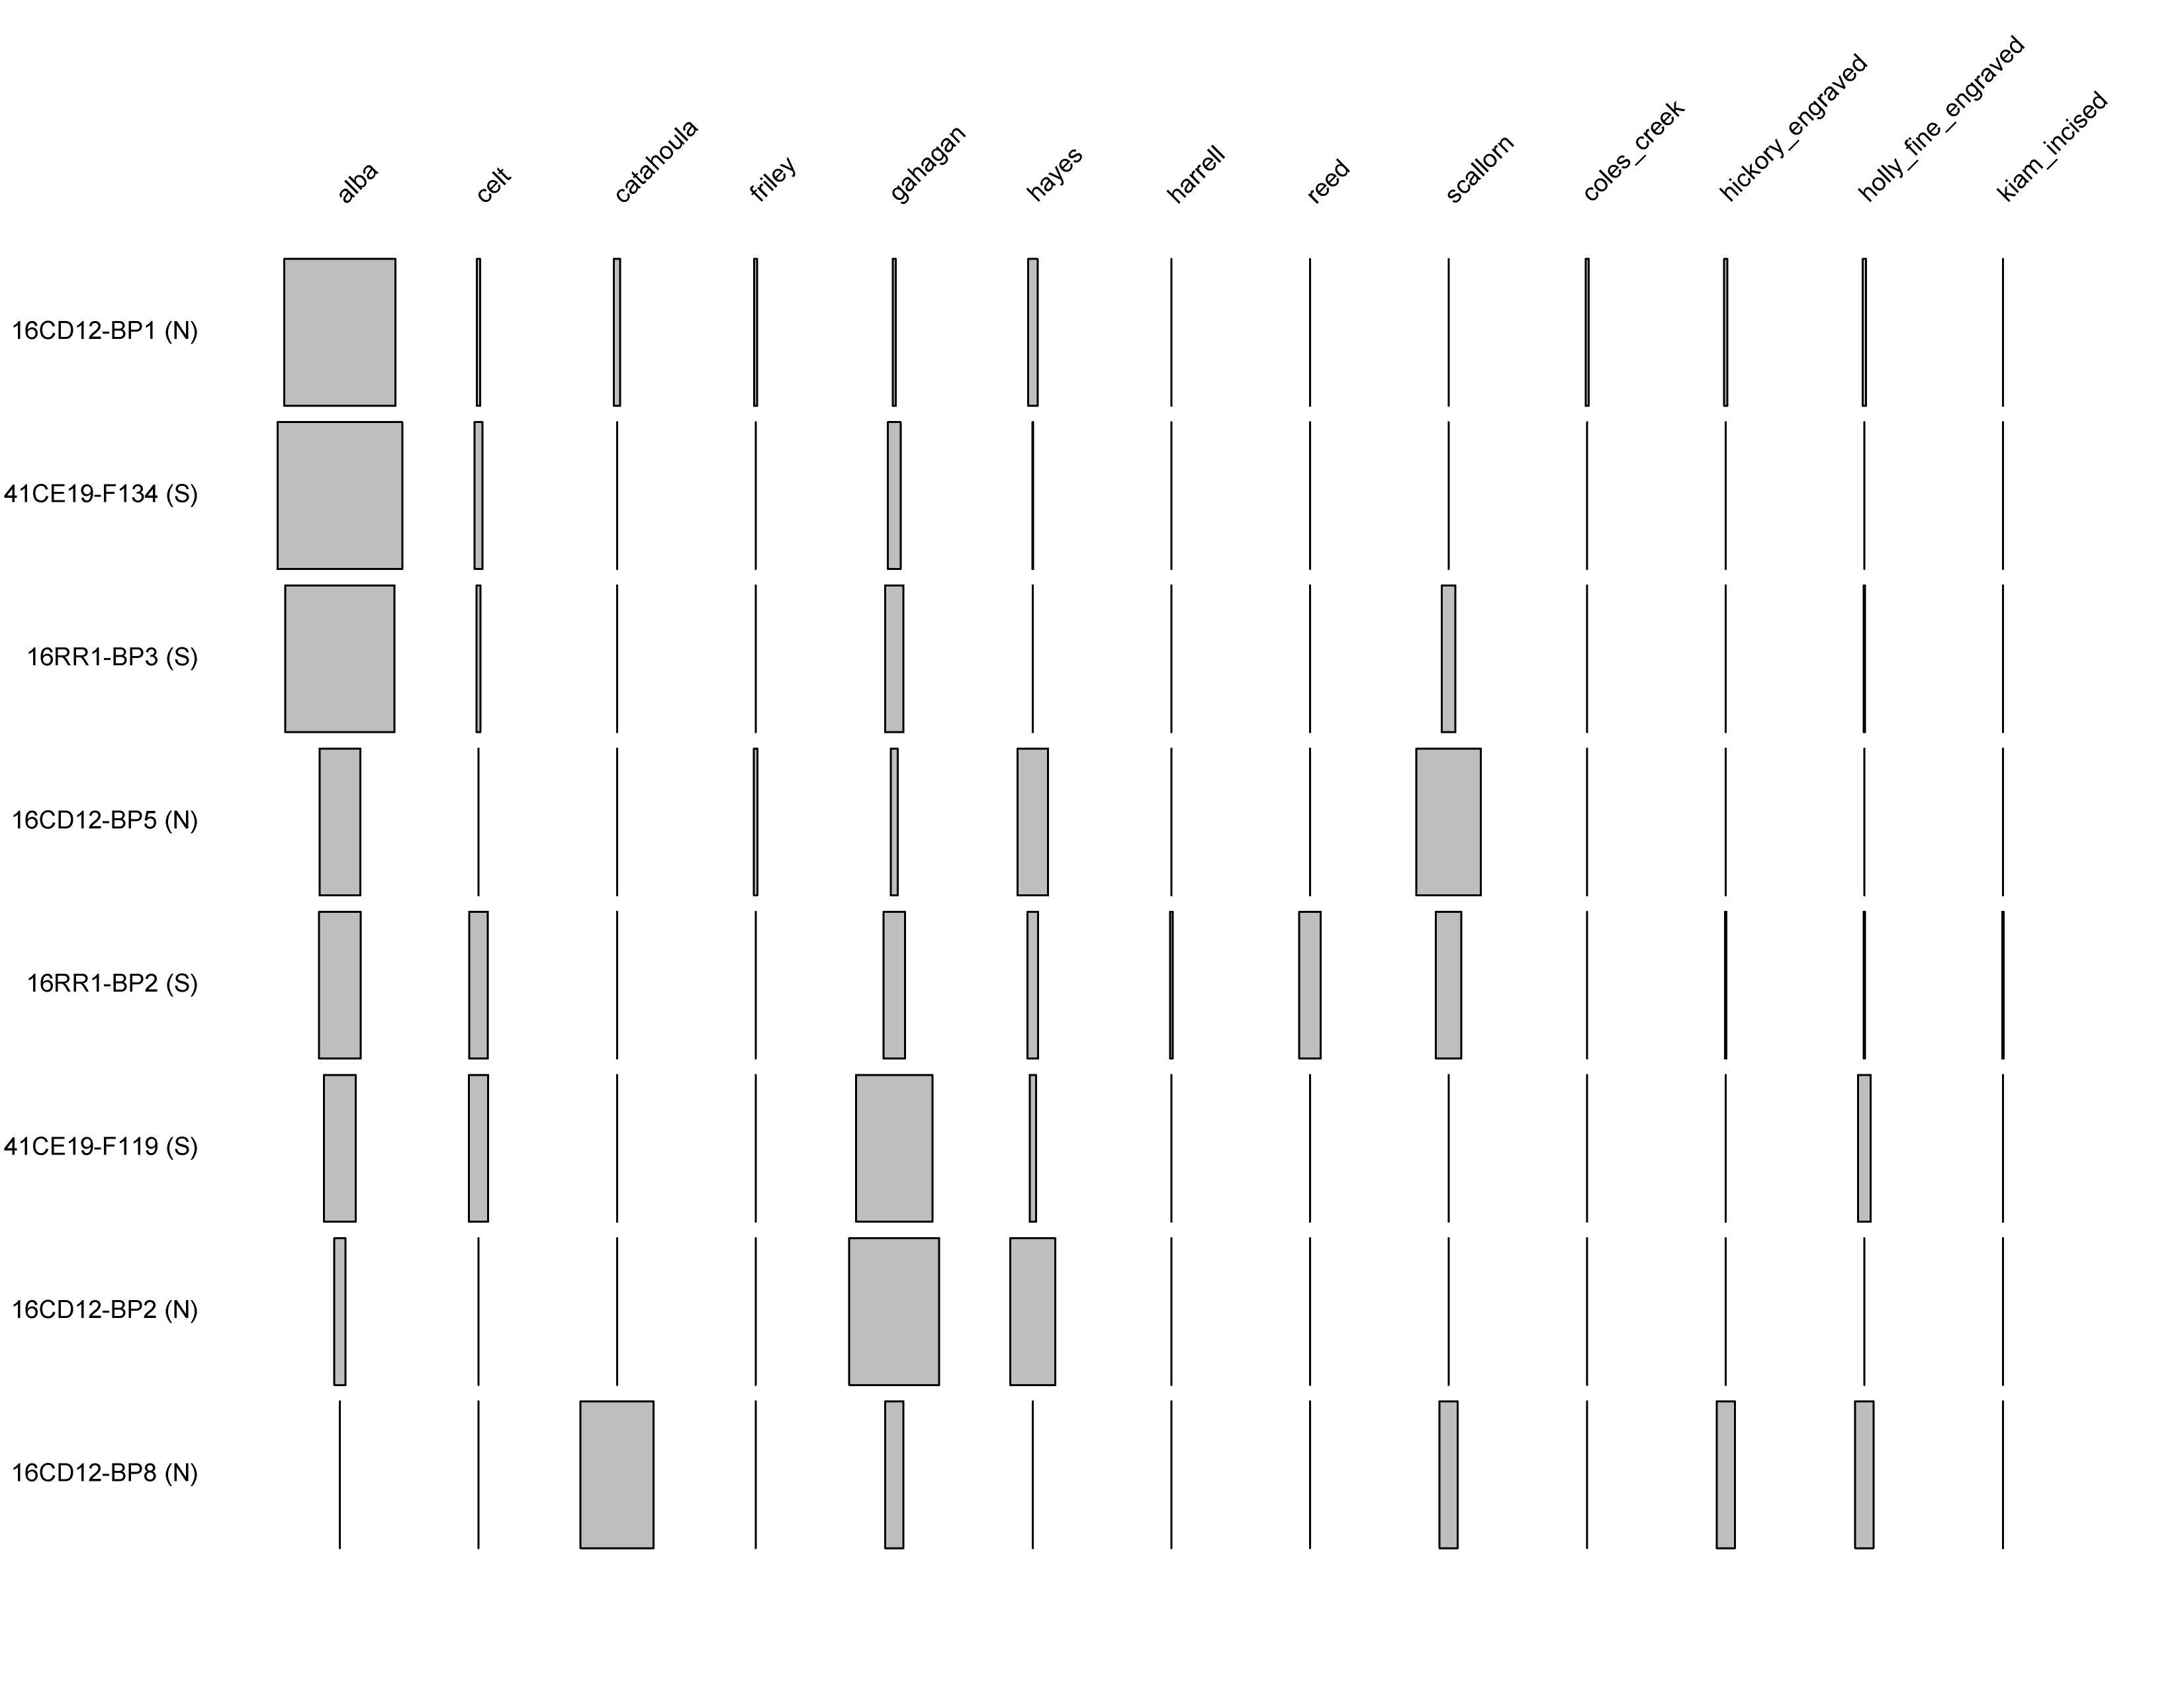 alba
celt
catahoula
friley
gahagan
hayes
harrell
reed
scallorn
coles_creek
hickory_engraved
holly_fine_engraved
kiam_incised
16CD12-BP1 (N)
41CE19-F134 (S)
16RR1-BP3 (S)
16CD12-BP5 (N)
16RR1-BP2 (S)
41CE19-F119 (S)
16CD12-BP2 (N)
16CD12-BP8 (N)